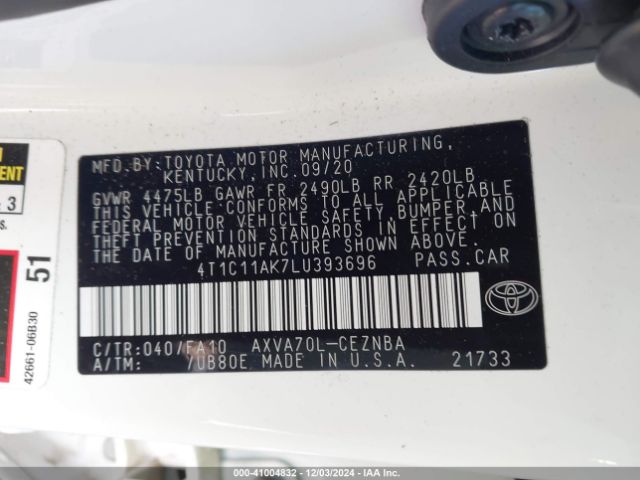 MFD.BY:TOYOTA MOTOR MANUFACTURING,
KENTUCKY, INC. 09/20
GVWR 4475LB GAWR FR 2490LB RR 2420LB
THIS VEHICLE CONFORMS TO ALL APPLICABLE
FEDERAL MOTOR VEHICLE SAFETY, BUMPER, AND
THEFT PREVENTION STANDARDS IN EFFECT ON
THE DATE OF MANUFACTURE SHOWN ABOVE.
4T1C11AK7LU393696 PASS.CAR
C/TR:040/FA10 AXVA70L-CEZNBA
A/TM: /UB80E MADE IN U.S.A. 21733
: 3
51
42661-06B30
000-41004832 / 12/03/2024 - IAA Inc.